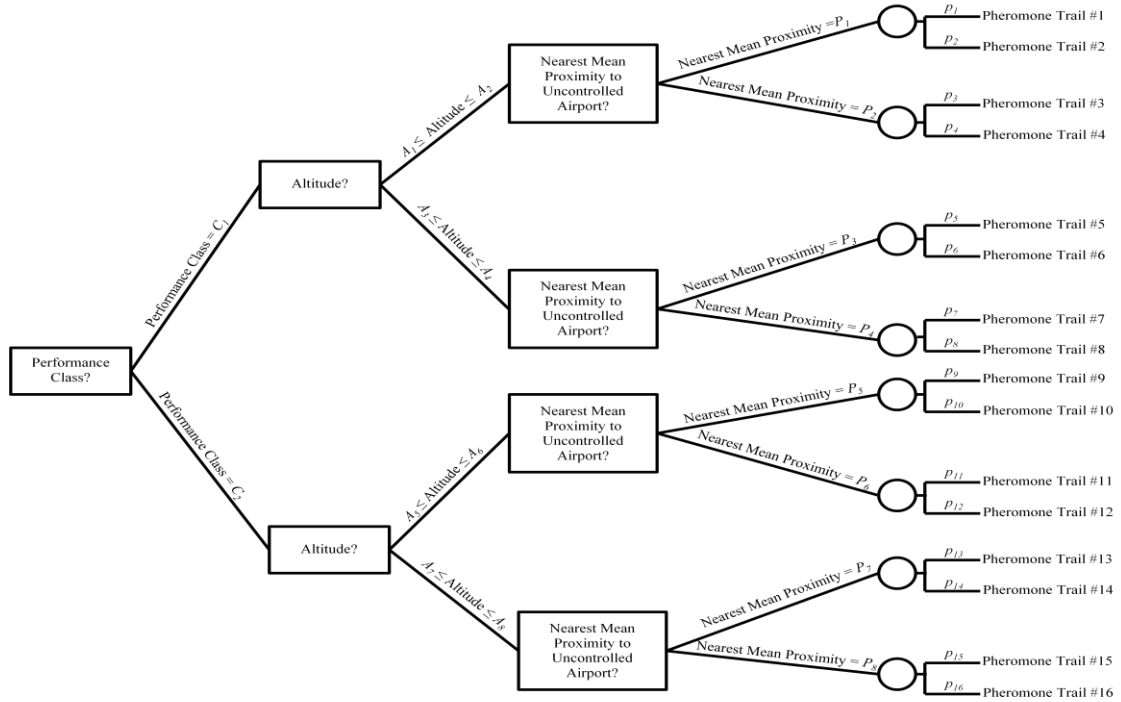 Performance
Class?
Performance Class = C₁
Performance Class = C₂
Altitude?
A₁ ≤ Altitude ≤ A₂
A₃ ≤ Altitude ≤ A₄
Altitude?
A₅ ≤ Altitude ≤ A₆
A₇ ≤ Altitude ≤ A₈
Nearest Mean
Proximity to
Uncontrolled
Airport?
Nearest Mean Proximity =P₁
Nearest Mean Proximity = P₂
Nearest Mean
Proximity to
Uncontrolled
Airport?
Nearest Mean Proximity = P₃
Nearest Mean Proximity = P₄
Nearest Mean
Proximity to
Uncontrolled
Airport?
Nearest Mean Proximity = P₅
Nearest Mean Proximity = P₆
Nearest Mean
Proximity to
Uncontrolled
Airport?
Nearest Mean Proximity = P₇
Nearest Mean Proximity = P₈
p₁ Pheromone Trail #1
p₂ Pheromone Trail #2
p₃ Pheromone Trail #3
p₄ Pheromone Trail #4
p₅ Pheromone Trail #5
p₆ Pheromone Trail #6
p₇ Pheromone Trail #7
p₈ Pheromone Trail #8
p₉ Pheromone Trail #9
p₁₀ Pheromone Trail #10
p₁₁ Pheromone Trail #11
p₁₂ Pheromone Trail #12
p₁₃ Pheromone Trail #13
p₁₄ Pheromone Trail #14
p₁₅ Pheromone Trail #15
p₁₆ Pheromone Trail #16